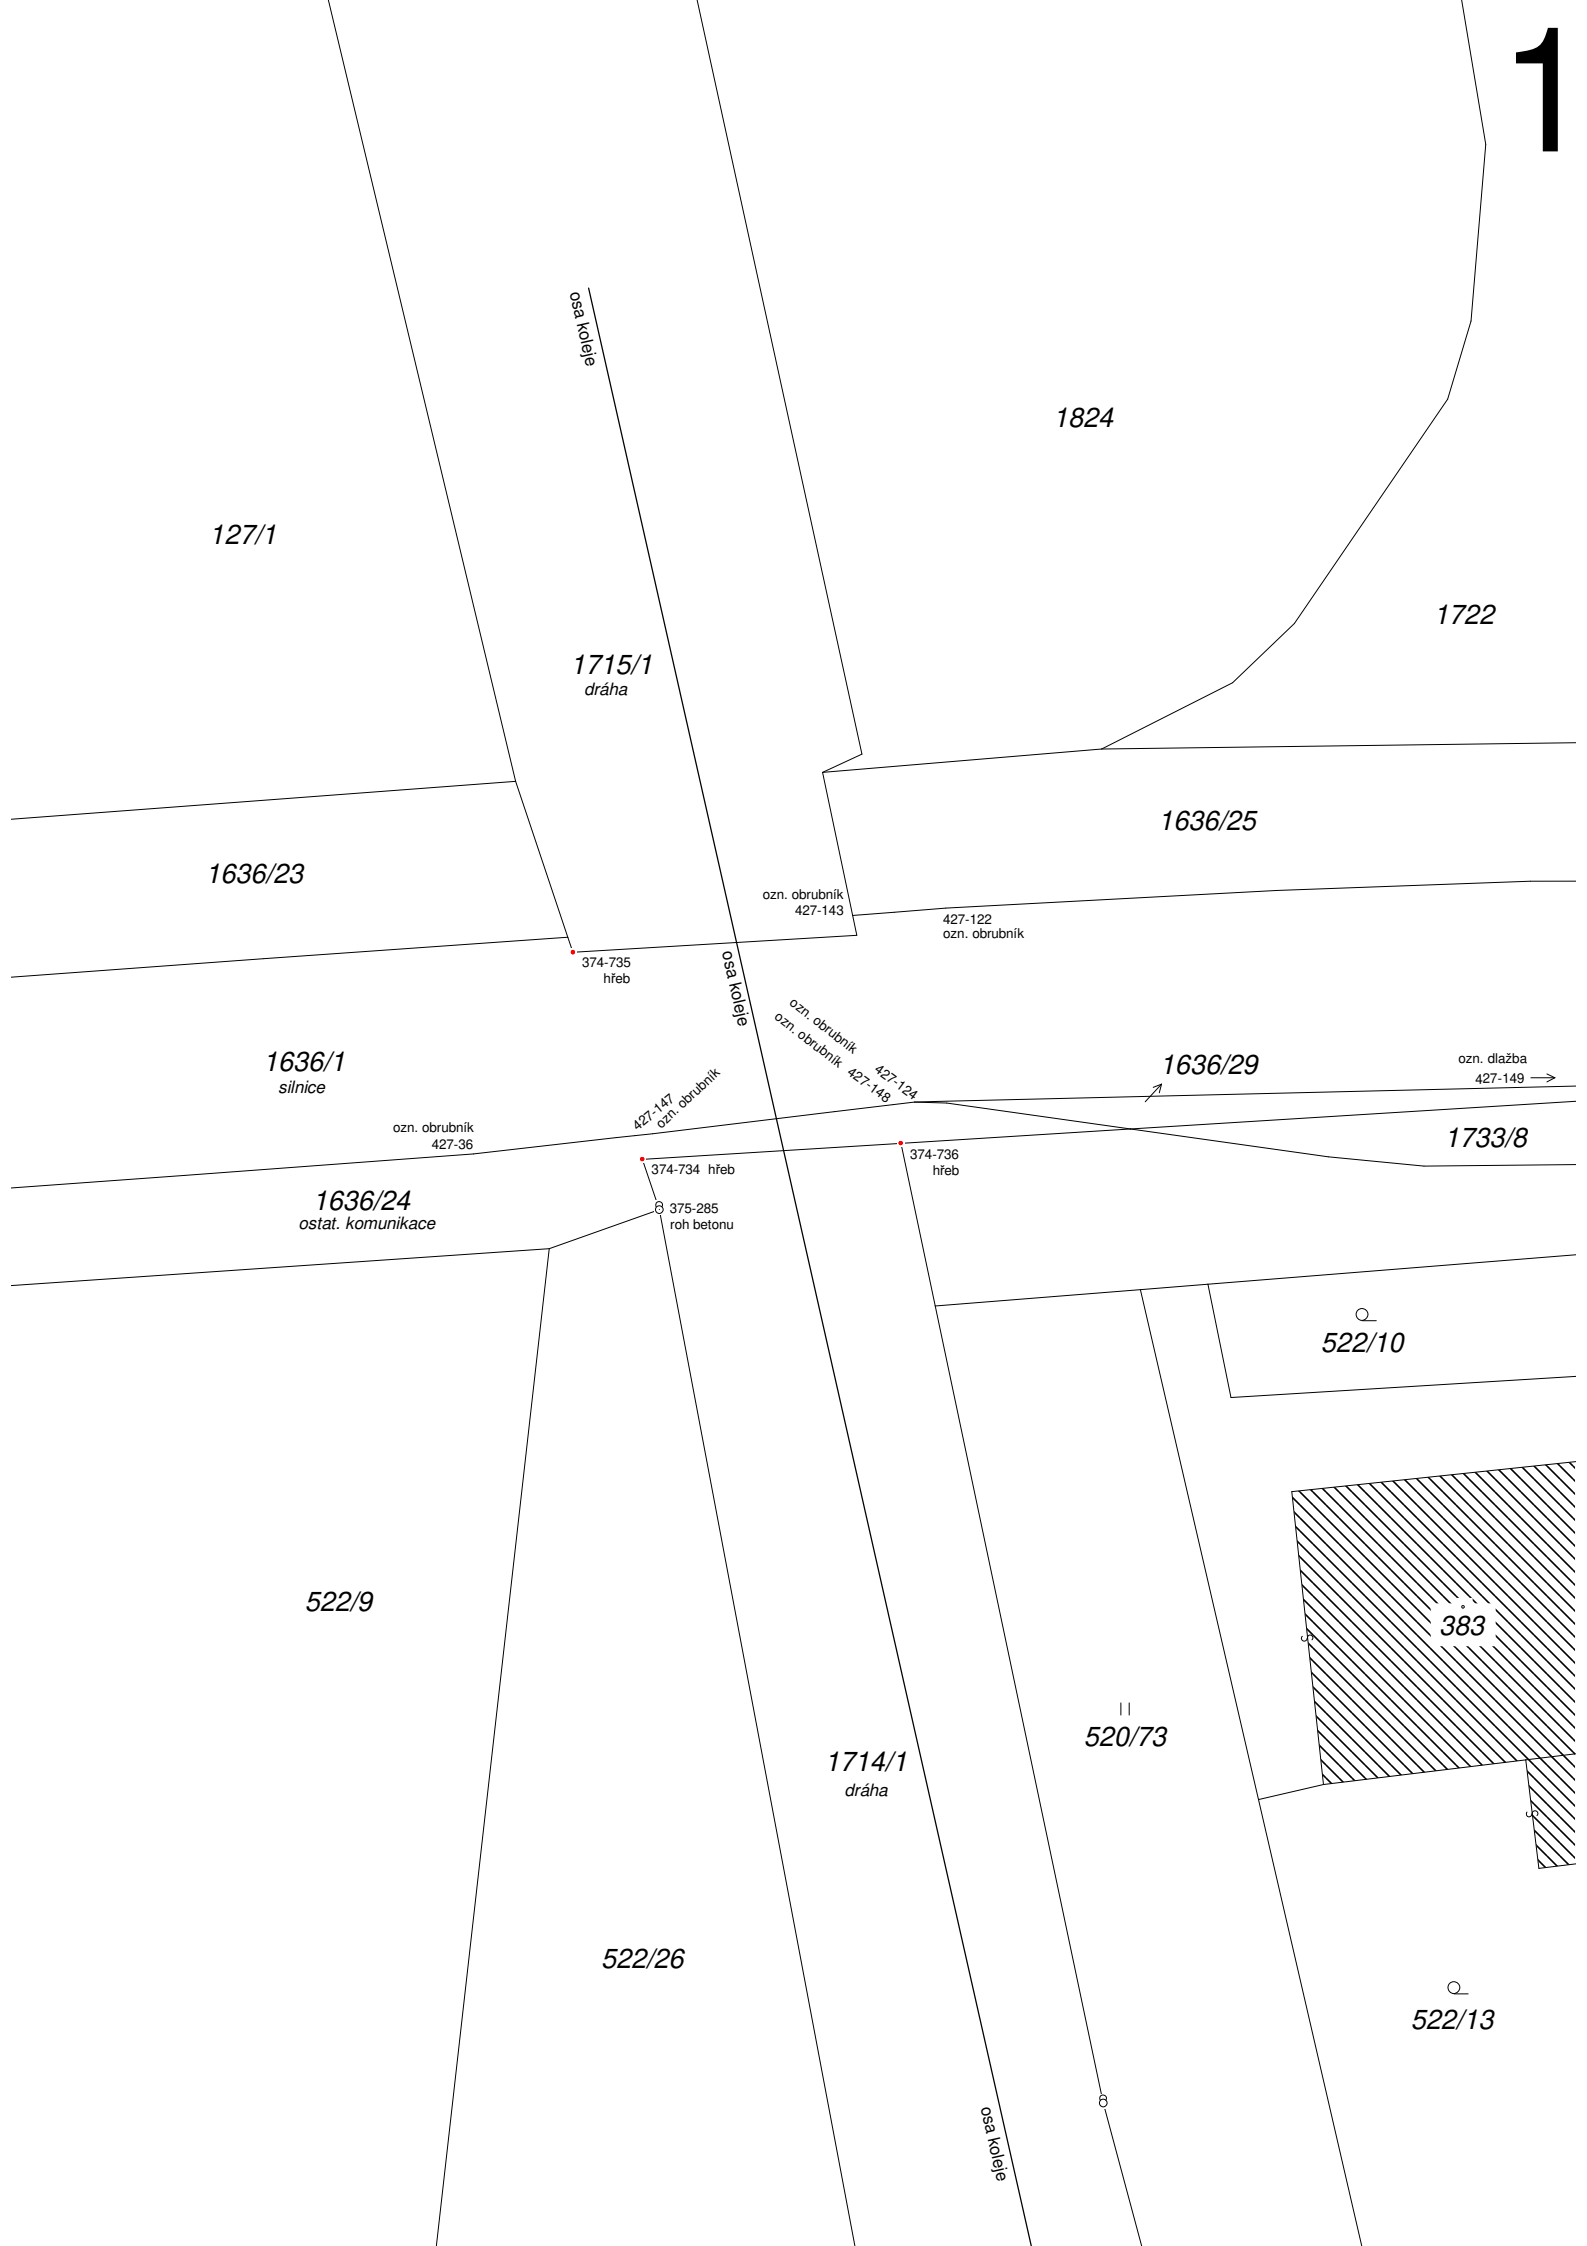 1
osa koleje
1824
127/1
1722
1715/1
dráha
1636/25
1636/23
ozn. obrubník
427-143
427-122
ozn. obrubník
374-735
hřeb
osa koleje
ozn. obrubník
427-124
ozn. obrubník 427-148
1636/1
silnice
1636/29
ozn. dlažba
427-149
427-147
ozn. obrubník
ozn. obrubník
427-36
1733/8
374-734 hřeb
374-736
hřeb
1636/24
ostat. komunikace
375-285
roh betonu
522/10
522/9
383
520/73
1714/1
dráha
522/26
522/13
osa koleje